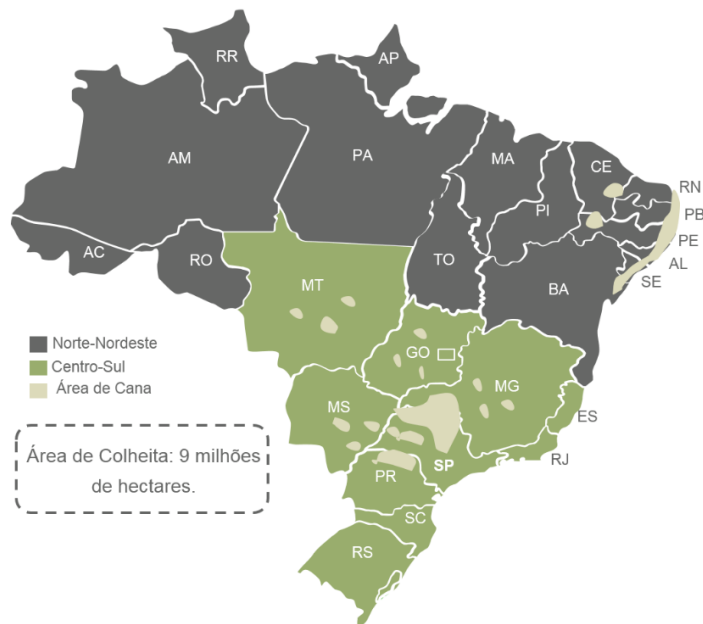 RR
AP
AM
PA
MA
CE
RN
PI
PB
PE
AC
RO
TO
AL
SE
BA
MT
Norte-Nordeste
GO
Centro-Sul
MG
Área de Cana
MS
ES
Área de Colheita: 9 milhões
de hectares.
SP
RJ
PR
SC
RS